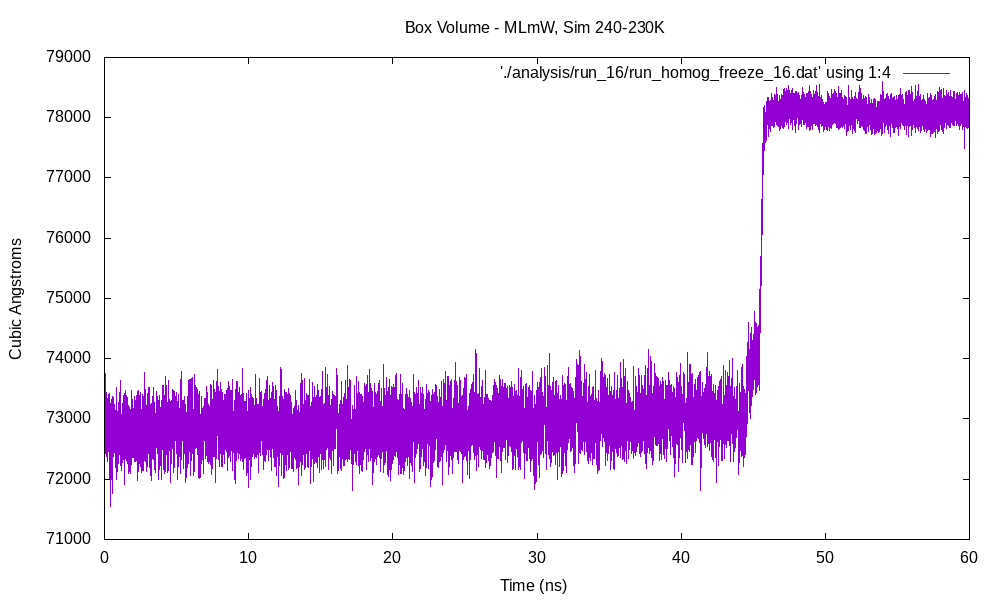 Box Volume - MLmW, Sim 240-230K
'./analysis/run_16/run_homog_freeze_16.dat' using 1:4
79000
78000
77000
76000
75000
74000
73000
72000
71000
Cubic Angstroms
0 10 20 30 40 50 60
Time (ns)